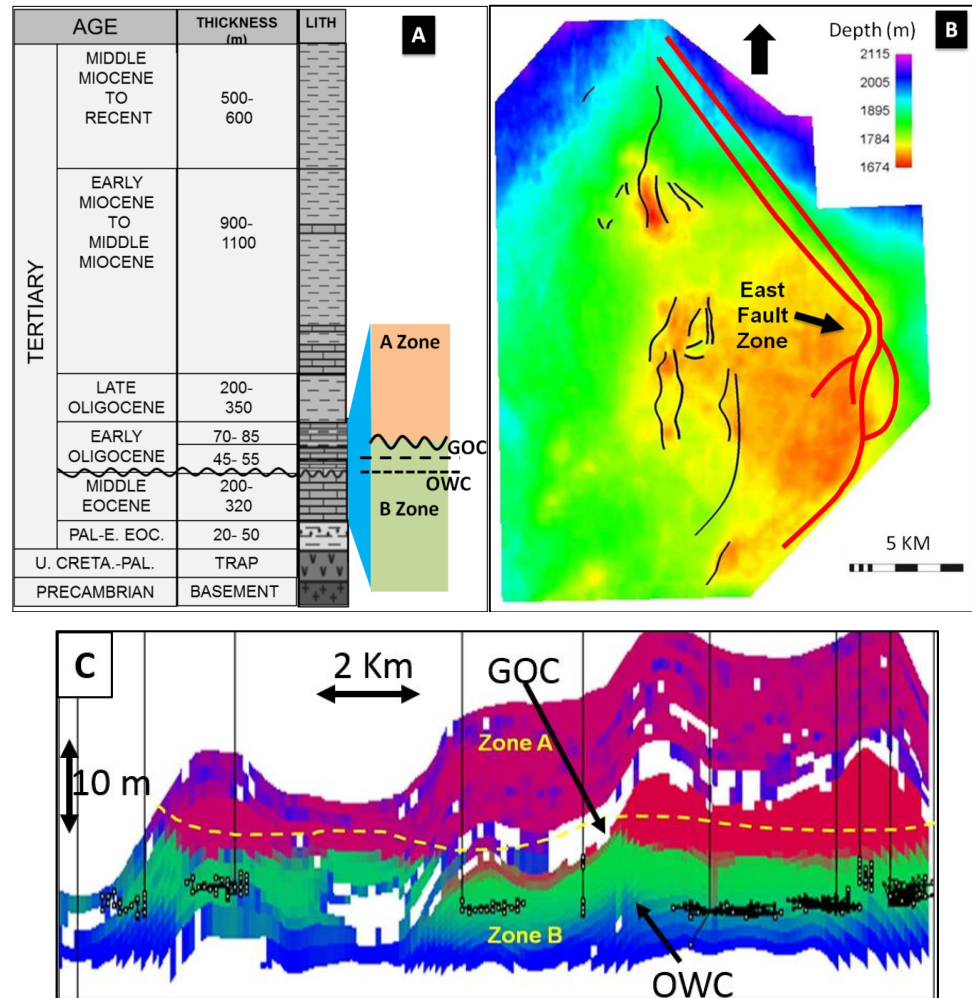 AGE
THICKNESS
(m)
LITH
A
TERTIARY
MIDDLE
MIOCENE
TO
RECENT
500-
600
EARLY
MIOCENE
TO
MIDDLE
MIOCENE
900-
1100
LATE
OLIGOCENE
200-
350
EARLY
OLIGOCENE
70- 85
45- 55
MIDDLE
EOCENE
200-
320
PAL-E. EOC.
20- 50
U. CRETA.-PAL.
TRAP
PRECAMBRIAN
BASEMENT
A Zone
GOC
OWC
B Zone
B
Depth (m)
2115
2005
1895
1784
1674
East
Fault
Zone
5 KM
C
2 Km
GOC
10 m
Zone A
Zone B
OWC